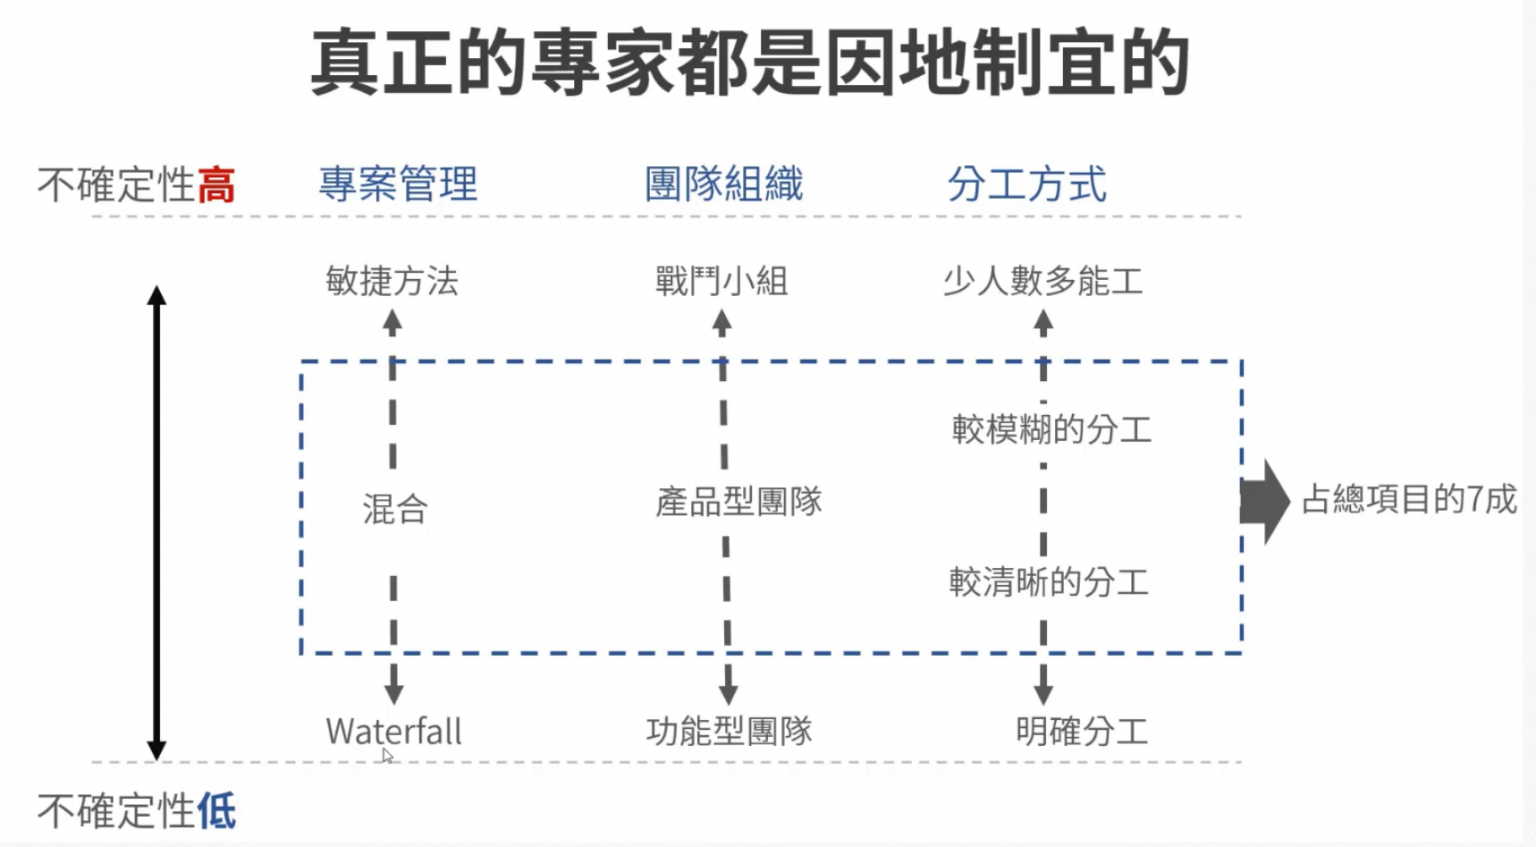 真正的專家都是因地制宜的
不確定性高 專案管理 團隊組織 分工方式
敏捷方法 戰鬥小組 少人數多能工
較模糊的分工
混合 產品型團隊 占總項目的7成
較清晰的分工
Waterfall 功能型團隊 明確分工
不確定性低